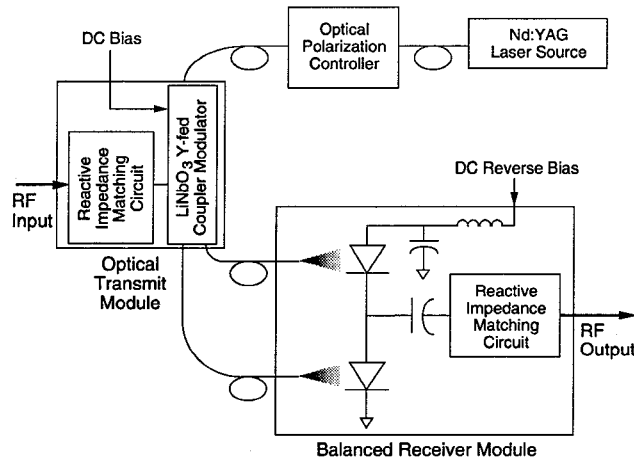 DC Bias
Optical
Polarization
Controller
Nd:YAG
Laser Source
Reactive
Impedance
Matching
Circuit
LiNbO3 Y-fed
Coupler Modulator
RF
Input
Optical
Transmit
Module
DC Reverse Bias
Reactive
Impedance
Matching
Circuit
RF
Output
Balanced Receiver Module